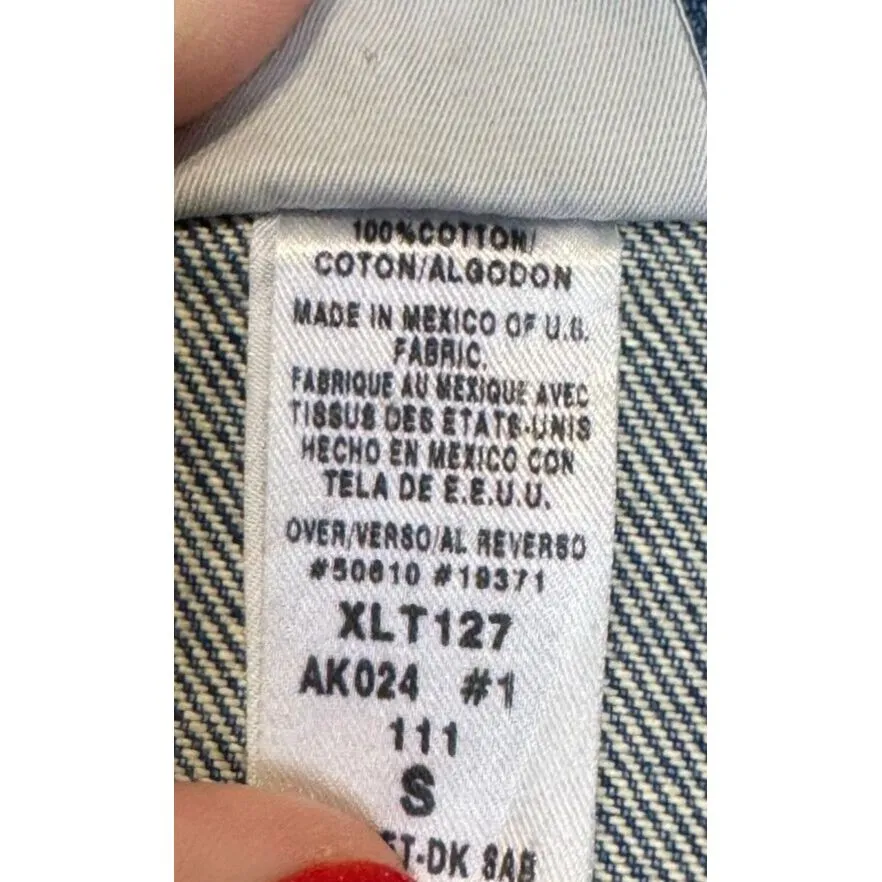 100%COTTON/
COTON/ALGODON
MADE IN MEXICO OF U.S.
FABRIC.
FABRIQUE AU MEXIQUE AVEC
TISSUS DES ETATS-UNIS
HECHO EN MEXICO CON
TELA DE E.E.U.U.
OVER/VERSO/AL REVERSO
#50610 #19371
XLT127
AK024 #1
111
S